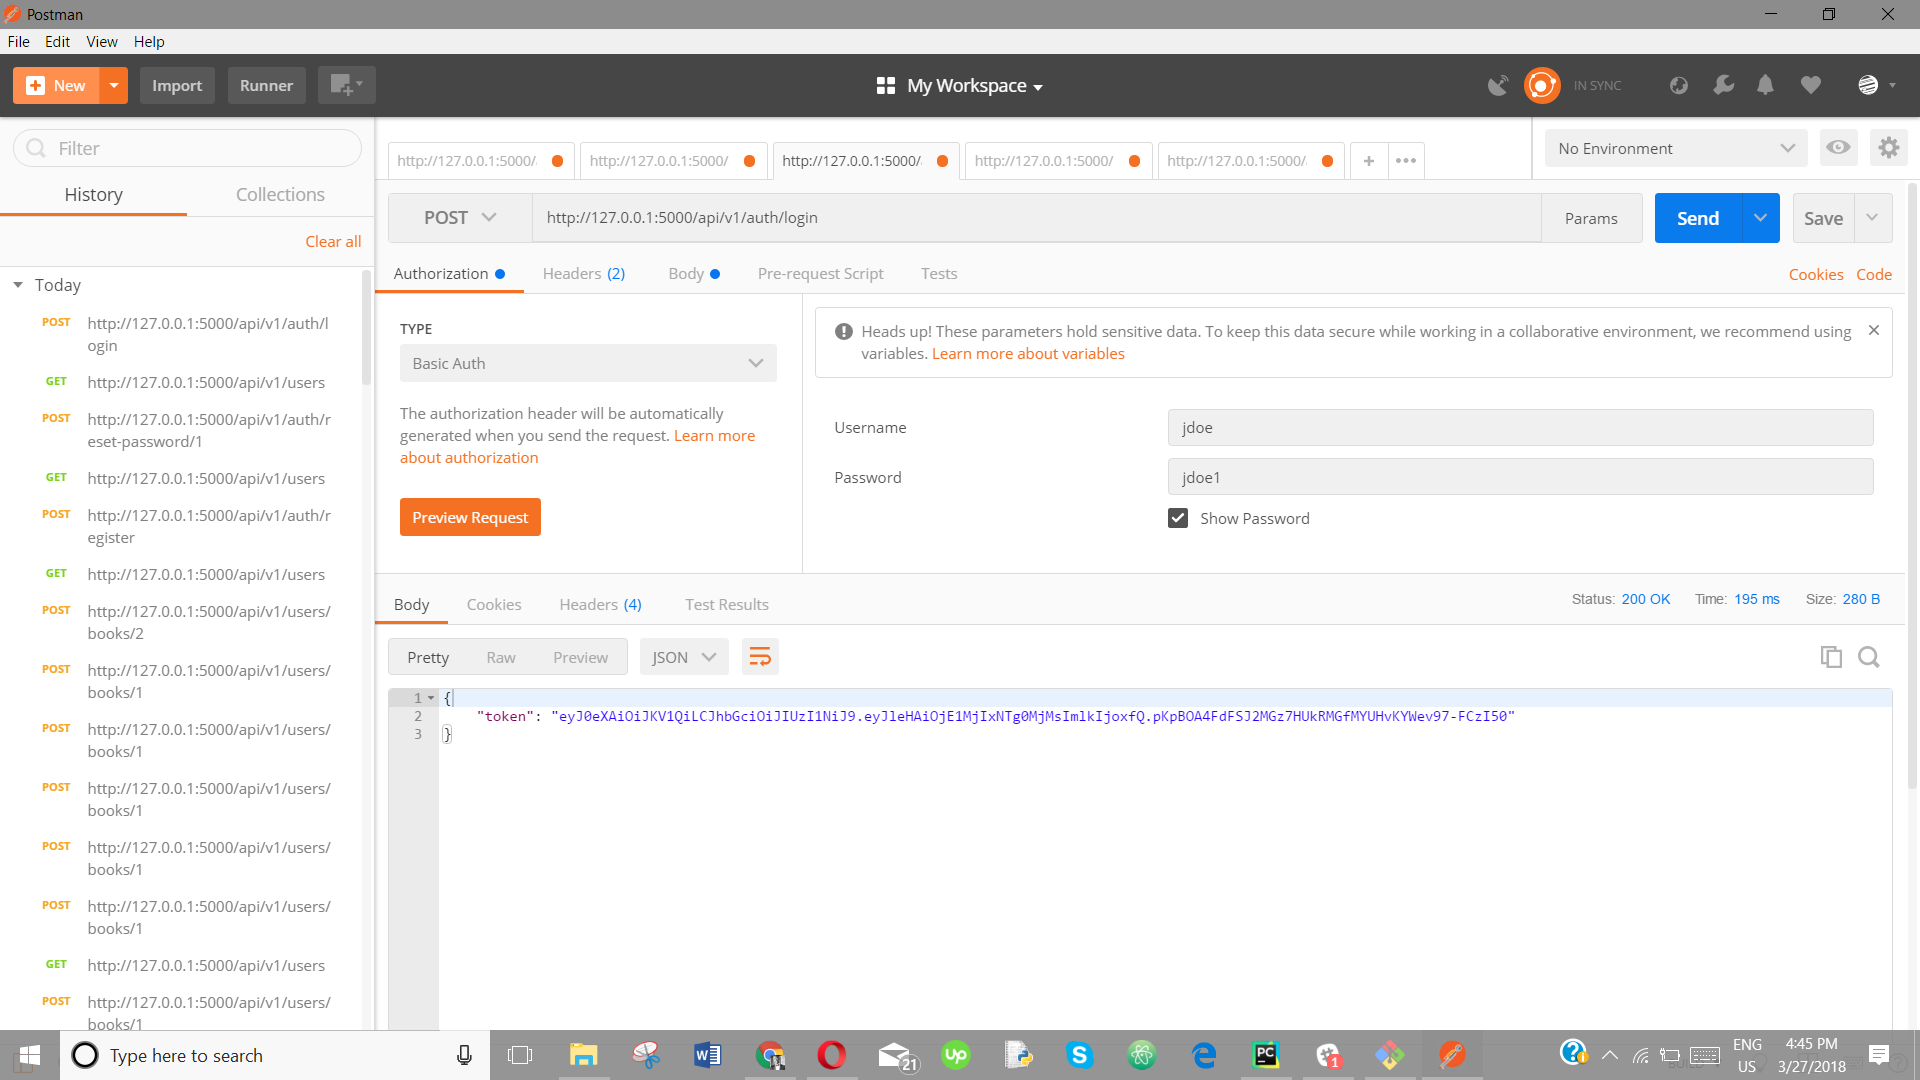 Postman
File Edit View Help
New Import Runner My Workspace IN SYNC
Filter
History Collections
Clear all
Today
POST http://127.0.0.1:5000/api/v1/auth/l
ogin
GET http://127.0.0.1:5000/api/v1/users
POST http://127.0.0.1:5000/api/v1/auth/r
eset-password/1
GET http://127.0.0.1:5000/api/v1/users
POST http://127.0.0.1:5000/api/v1/auth/r
egister
GET http://127.0.0.1:5000/api/v1/users
POST http://127.0.0.1:5000/api/v1/users/
books/2
POST http://127.0.0.1:5000/api/v1/users/
books/1
POST http://127.0.0.1:5000/api/v1/users/
books/1
POST http://127.0.0.1:5000/api/v1/users/
books/1
POST http://127.0.0.1:5000/api/v1/users/
books/1
POST http://127.0.0.1:5000/api/v1/users/
books/1
GET http://127.0.0.1:5000/api/v1/users
POST http://127.0.0.1:5000/api/v1/users/
books/1
http://127.0.0.1:5000/ http://127.0.0.1:5000/ http://127.0.0.1:5000/ http://127.0.0.1:5000/ http://127.0.0.1:5000/ + •••
No Environment
POST http://127.0.0.1:5000/api/v1/auth/login Params Send Save
Authorization Headers (2) Body Pre-request Script Tests Cookies Code
TYPE
Basic Auth
The authorization header will be automatically
generated when you send the request. Learn more
about authorization
Preview Request
Heads up! These parameters hold sensitive data. To keep this data secure while working in a collaborative environment, we recommend using
variables. Learn more about variables
Username jdoe
Password jdoe1
Show Password
Body Cookies Headers (4) Test Results Status: 200 OK Time: 195 ms Size: 280 B
Pretty Raw Preview JSON
1 {
2 "token": "eyJ0eXAiOiJKV1QiLCJhbGciOiJIUzI1NiJ9.eyJleHAiOjE1MjIxNTg0MjMsImlkIjoxfQ.pKpBOA4FdFSJ2MGz7HUkRMGfMYUHvKYWev97-FCzI50"
3 }
Type here to search
W 21 up S PC 1
ENG
US
4:45 PM
3/27/2018